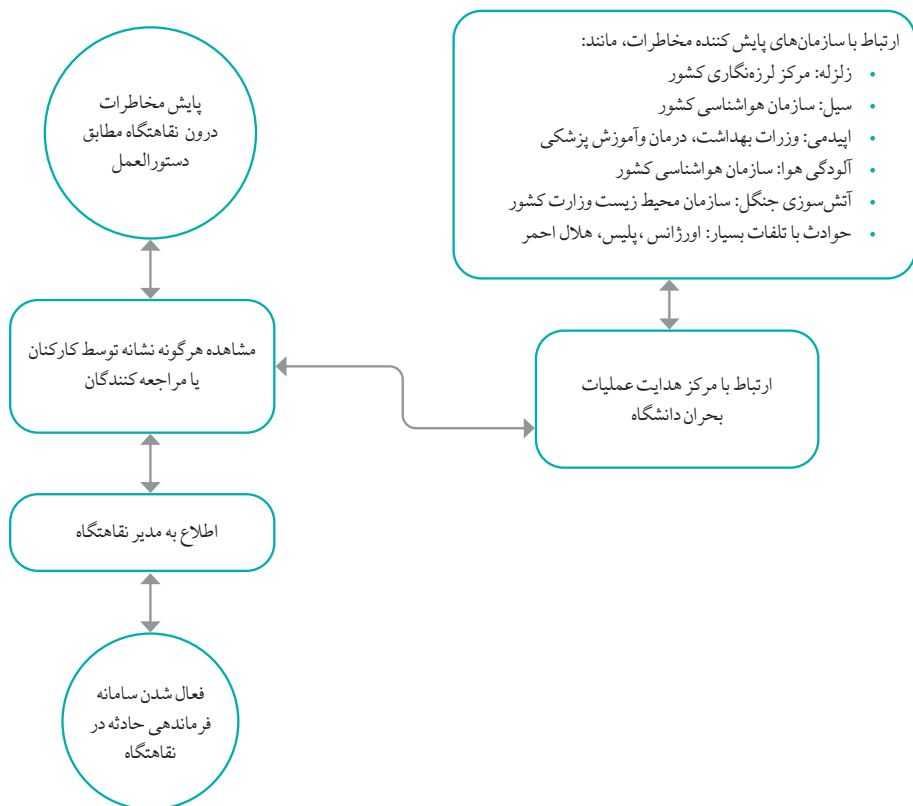 ارتباط با سازمان‌های پایش کننده مخاطرات، مانند:
• زلزله: مرکز لرزه‌نگاری کشور
• سیل: سازمان هواشناسی کشور
• اپیدمی: وزرات بهداشت، درمان وآموزش پزشکی
• آلودگی هوا: سازمان هواشناسی کشور
• آتش‌سوزی جنگل: سازمان محیط زیست وزارت کشور
• حوادث با تلفات بسیار: اورژانس ،پلیس، هلال احمر
ارتباط با مرکز هدایت عملیات
بحران دانشگاه
پایش مخاطرات
درون نقاهتگاه مطابق
دستورالعمل
مشاهده هرگونه نشانه توسط کارکنان
یا مراجعه کنندگان
اطلاع به مدیر نقاهتگاه
فعال شدن سامانه
فرماندهی حادثه در
نقاهتگاه